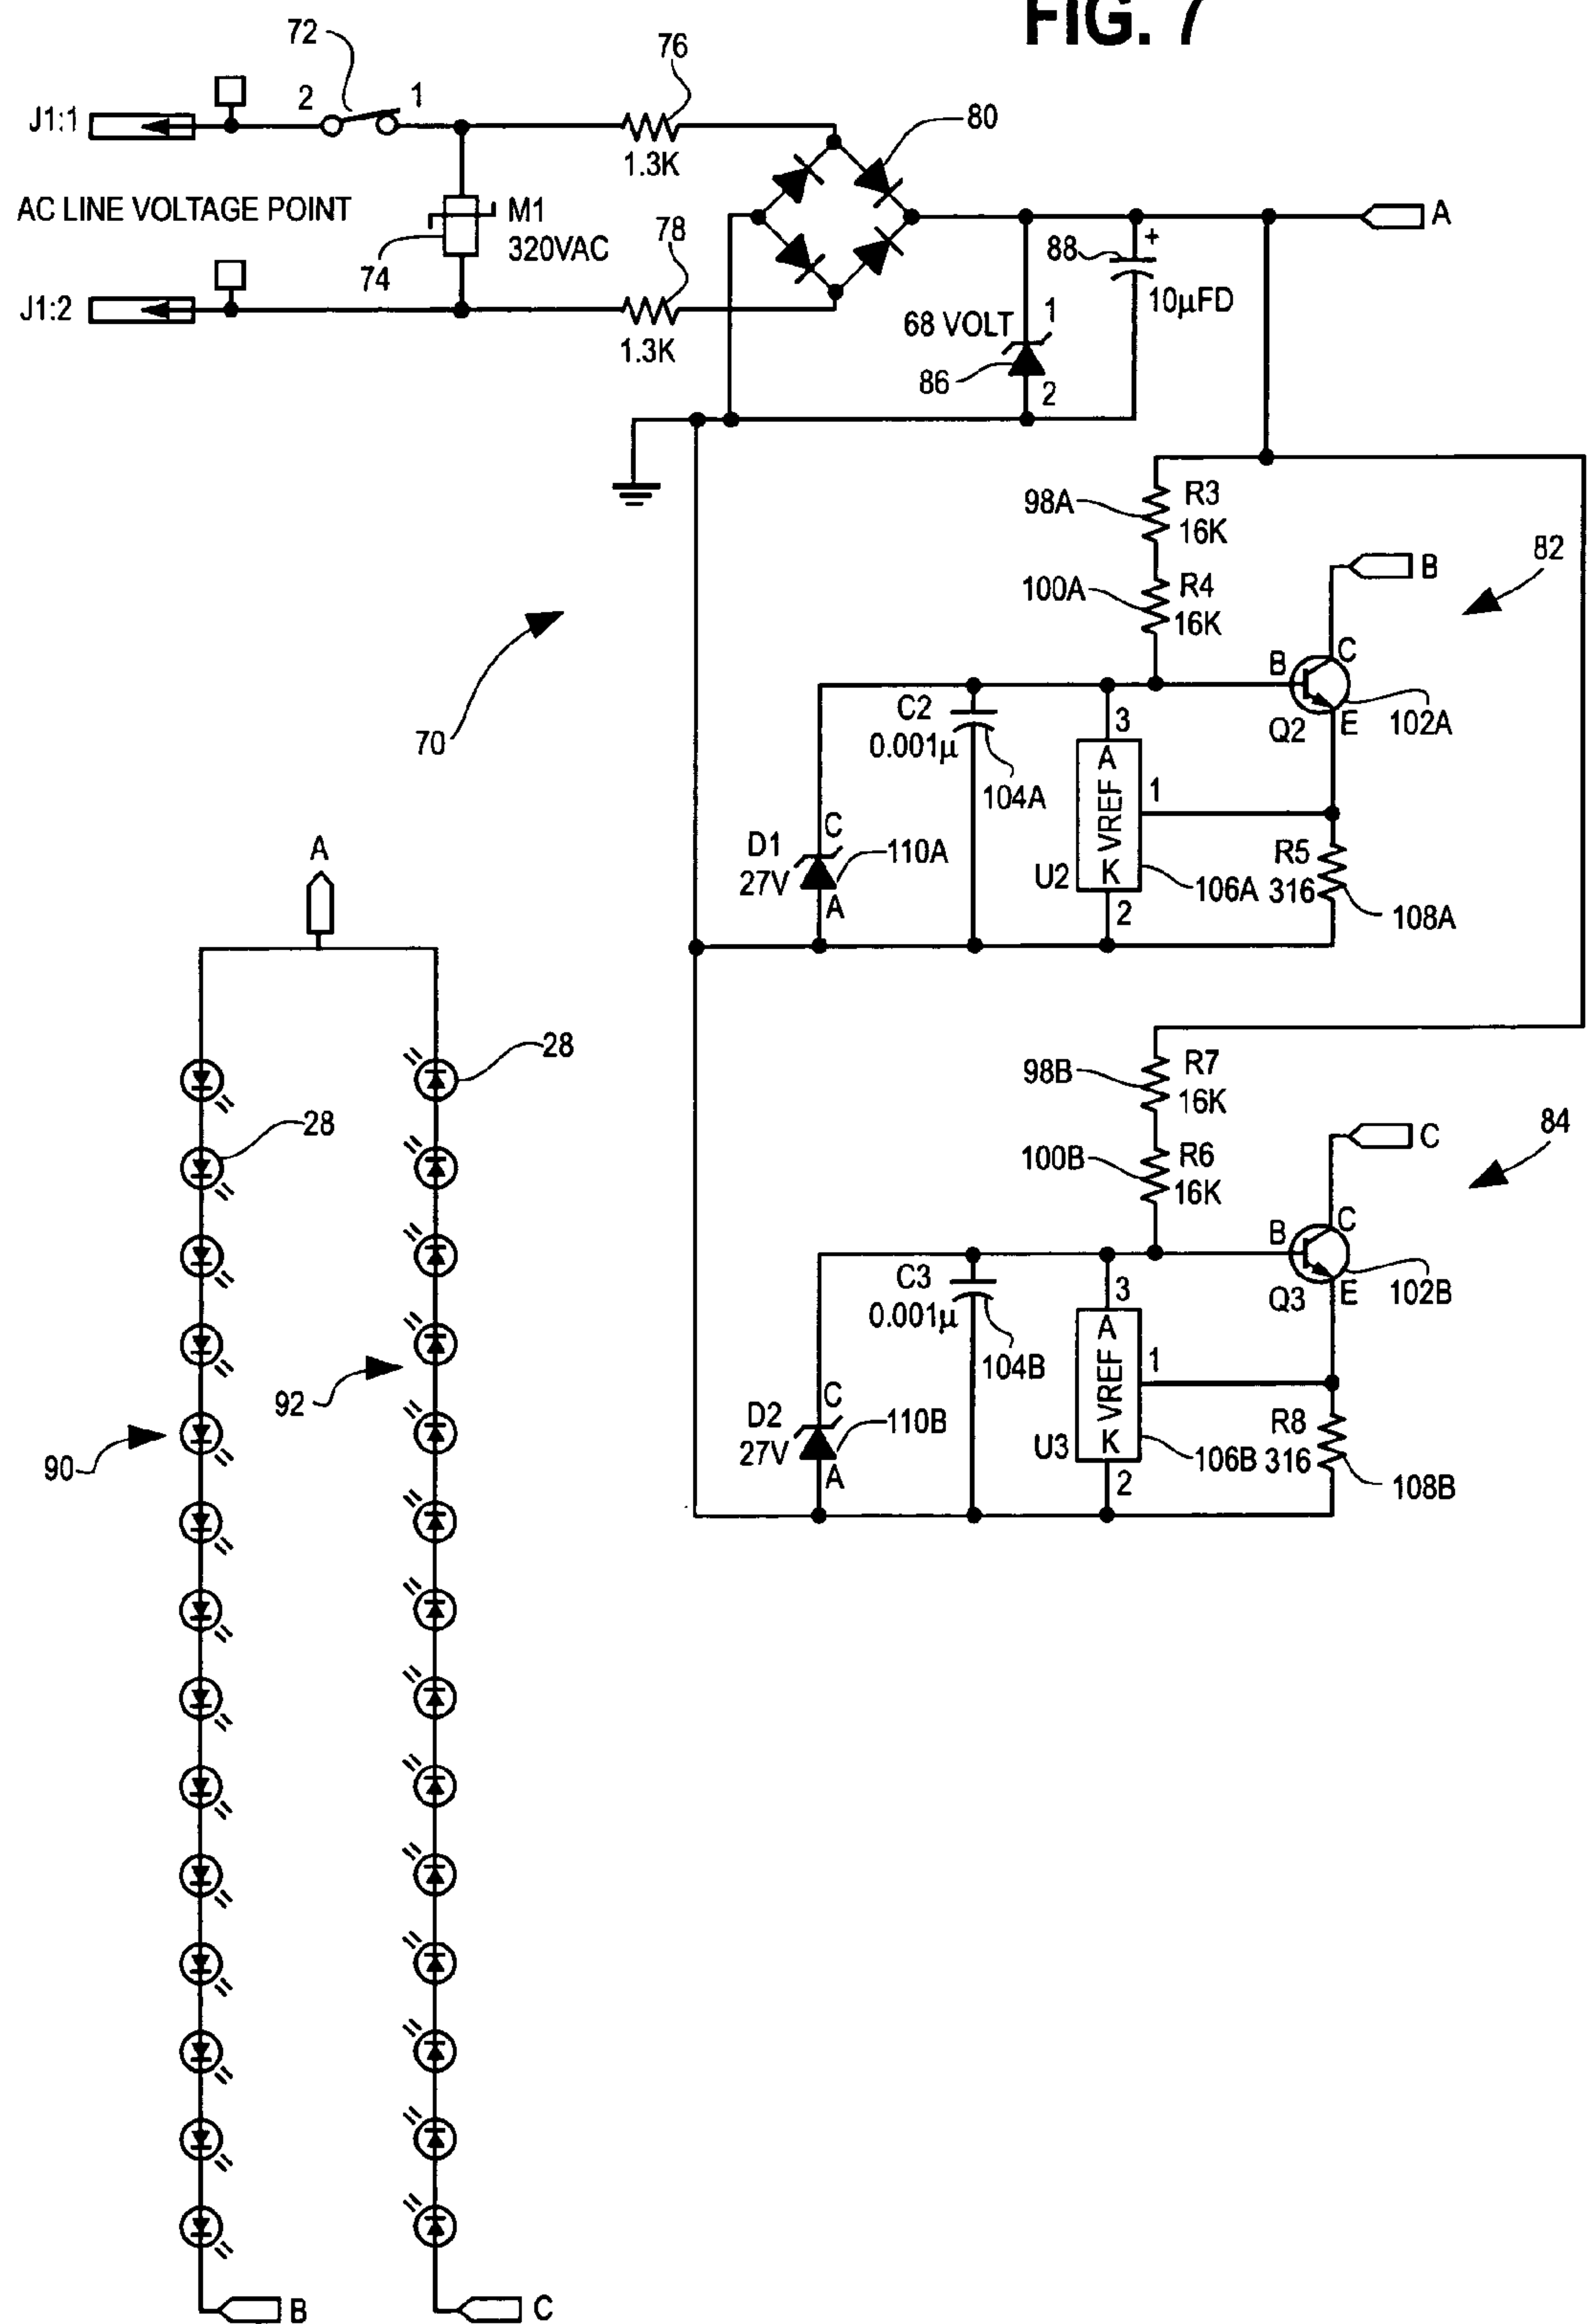 FIG. 7
72
76
J1:1
2
1
80
1.3K
AC LINE VOLTAGE POINT
M1
320VAC
74
78
A
+
88
10µFD
J1:2
1.3K
68 VOLT
1
86
2
98A
R3
16K
82
B
100A
R4
16K
B
C
Q2
E
102A
70
C2
0.001µ
104A
3
A
VREF
K
1
D1
27V
C
110A
A
U2
106A
R5
316
108A
2
A
28
28
98B
R7
16K
84
C
100B
R6
16K
B
C
Q3
E
102B
C3
0.001µ
104B
3
A
VREF
K
1
92
D2
27V
C
110B
A
U3
106B
R8
316
108B
2
90
B
C